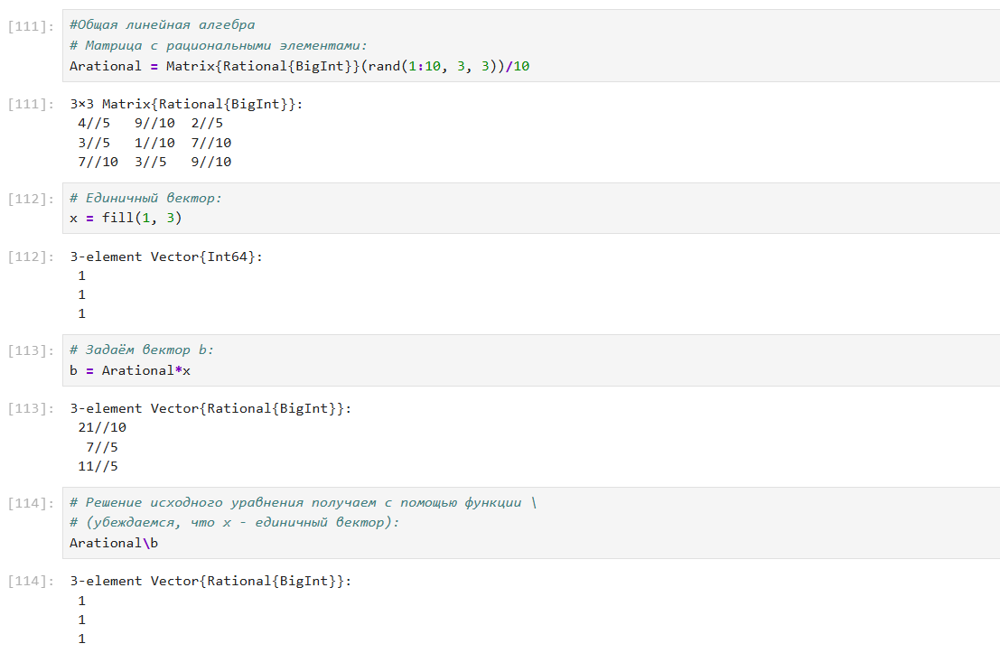 [111]: #Общая линейная алгебра
# Матрица с рациональными элементами:
Arational = Matrix{Rational{BigInt}}(rand(1:10, 3, 3))/10
[111]: 3×3 Matrix{Rational{BigInt}}:
4//5 9//10 2//5
3//5 1//10 7//10
7//10 3//5 9//10
[112]: # Единичный вектор:
x = fill(1, 3)
[112]: 3-element Vector{Int64}:
1
1
1
[113]: # Задаём вектор b:
b = Arational*x
[113]: 3-element Vector{Rational{BigInt}}:
21//10
7//5
11//5
[114]: # Решение исходного уравнения получаем с помощью функции \
# (убеждаемся, что x - единичный вектор):
Arational\b
[114]: 3-element Vector{Rational{BigInt}}:
1
1
1